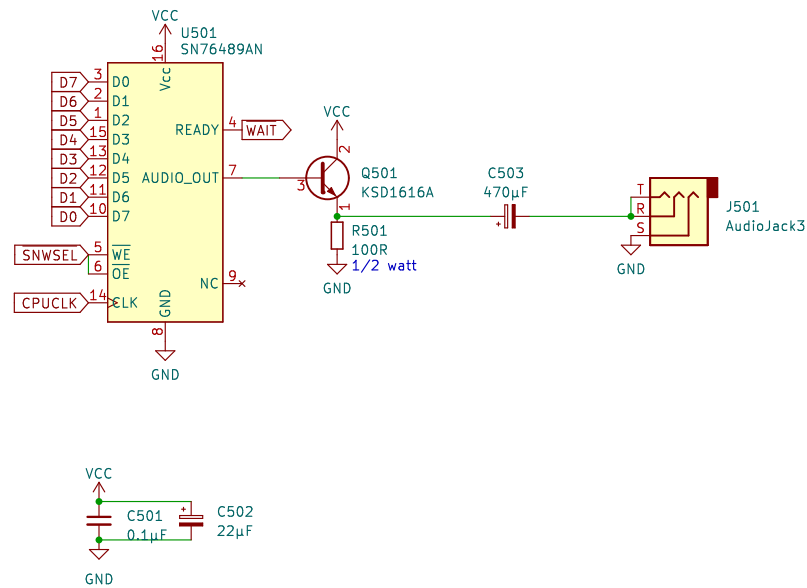 VCC
U501
SN76489AN
16
Vcc
D7 3 D0
D6 2 D1
D5 1 D2
D4 15 D3
D3 13 D4
D2 12 D5
D1 11 D6
D0 10 D7
SNWSEL 5 WE
6 OE
CPUCLK 14 CLK
READY 4 WAIT
AUDIO_OUT 7
NC 9
GND
8
GND
VCC
2
3
1
Q501
KSD1616A
R501
100R
1/2 watt
GND
C503
470µF
+
T
R
S
J501
AudioJack3
GND
VCC
C501
0.1µF
+
C502
22µF
GND